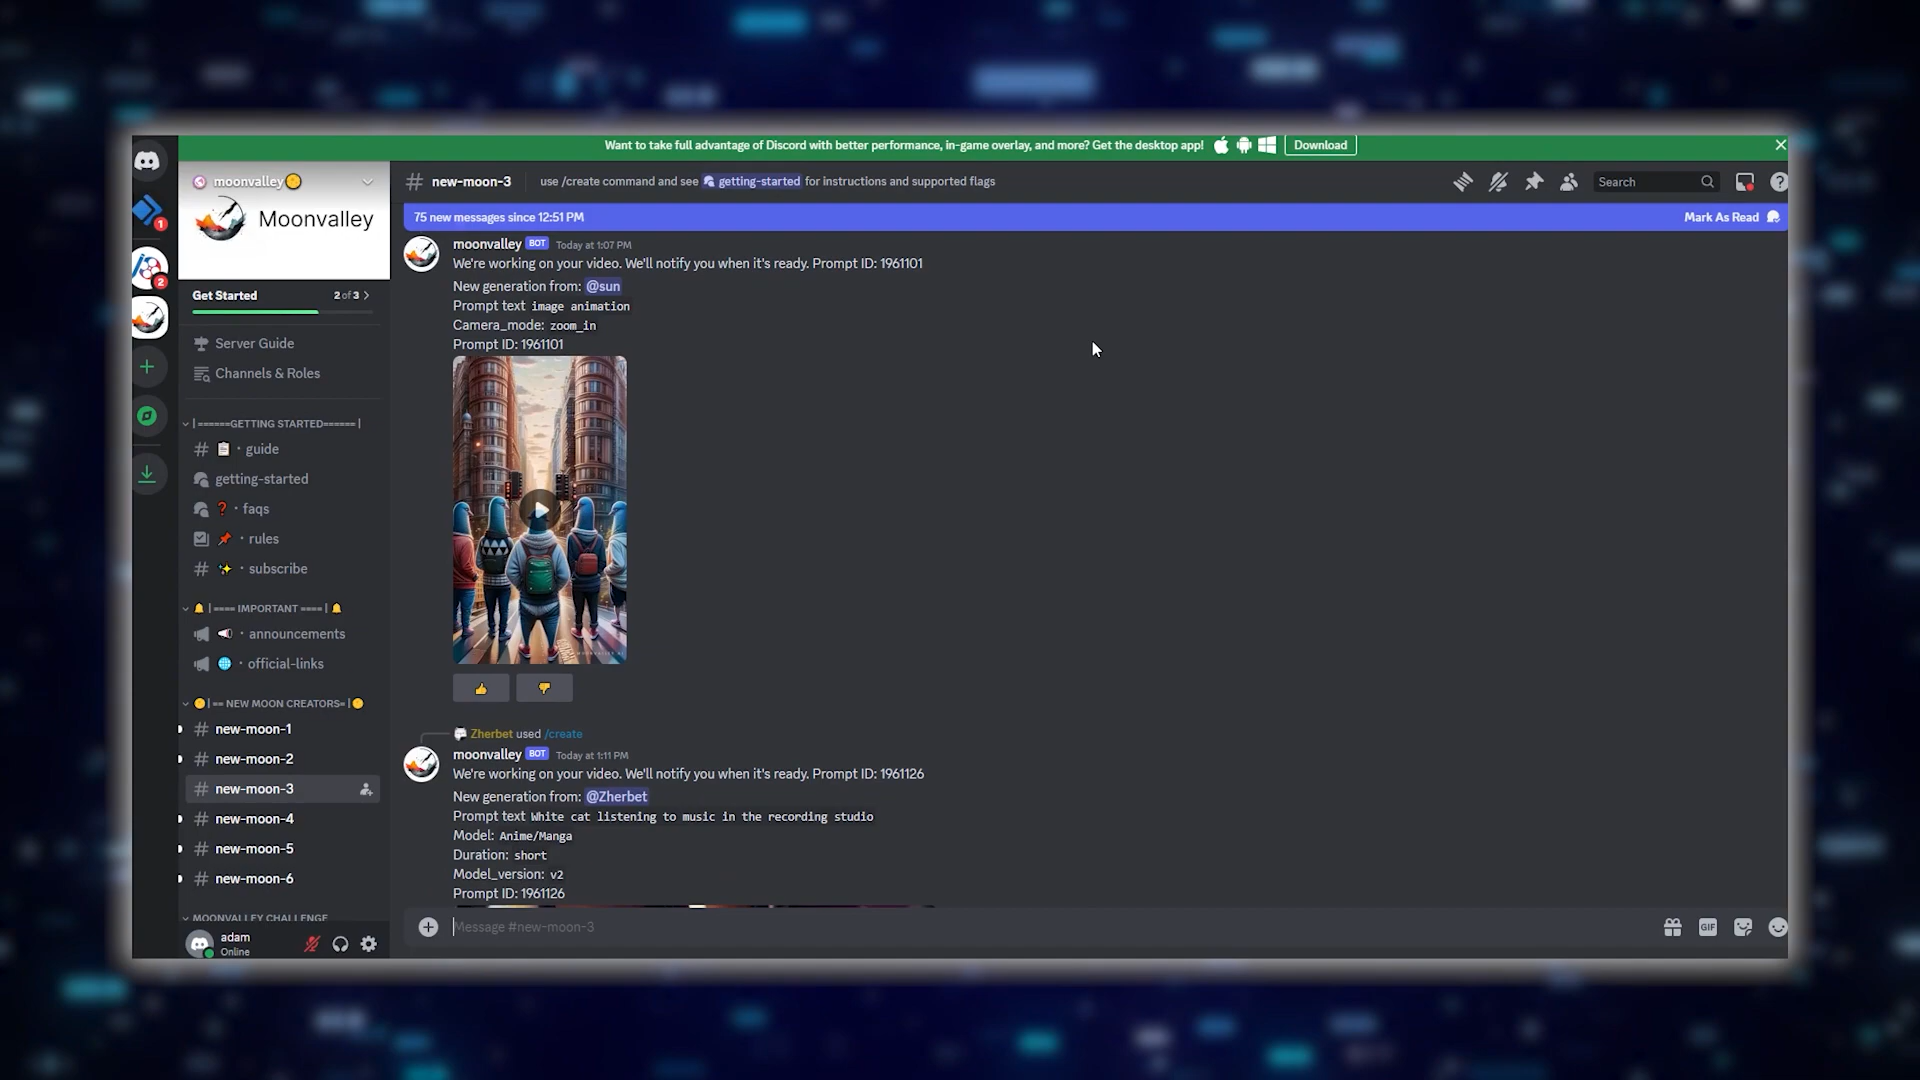 Want to take full advantage of Discord with better performance, in-game overlay, and more? Get the desktop app! Download
moonvalley
Moonvalley
Get Started 2 of 3
Server Guide
Channels & Roles
|======GETTING STARTED======|
guide
getting-started
faqs
rules
subscribe
|==== IMPORTANT ====|
announcements
official-links
|== NEW MOON CREATORS=|
new-moon-1
new-moon-2
new-moon-3
new-moon-4
new-moon-5
new-moon-6
MOONVALLEY CHALLENGE
adam
Online
1
2
# new-moon-3 use /create command and see getting-started for instructions and supported flags
Search
75 new messages since 12:51 PM Mark As Read
moonvalley BOT Today at 1:07 PM
We're working on your video. We'll notify you when it's ready. Prompt ID: 1961101
New generation from: @sun
Prompt text image animation
Camera_mode: zoom_in
Prompt ID: 1961101
Zherbet used /create
moonvalley BOT Today at 1:11 PM
We're working on your video. We'll notify you when it's ready. Prompt ID: 1961126
New generation from: @Zherbet
Prompt text White cat listening to music in the recording studio
Model: Anime/Manga
Duration: short
Model_version: v2
Prompt ID: 1961126
Message #new-moon-3
GIF